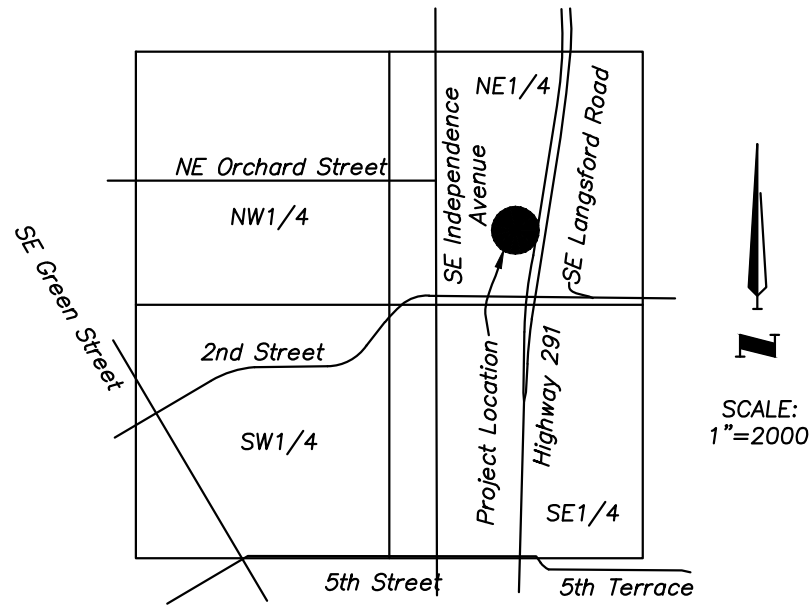 NE1/4
SE Independence
Avenue
SE Langsford Road
NE Orchard Street
NW1/4
SE Green Street
2nd Street
Project Location
Highway 291
SW1/4
SE1/4
5th Street
5th Terrace
N
SCALE:
1"=2000